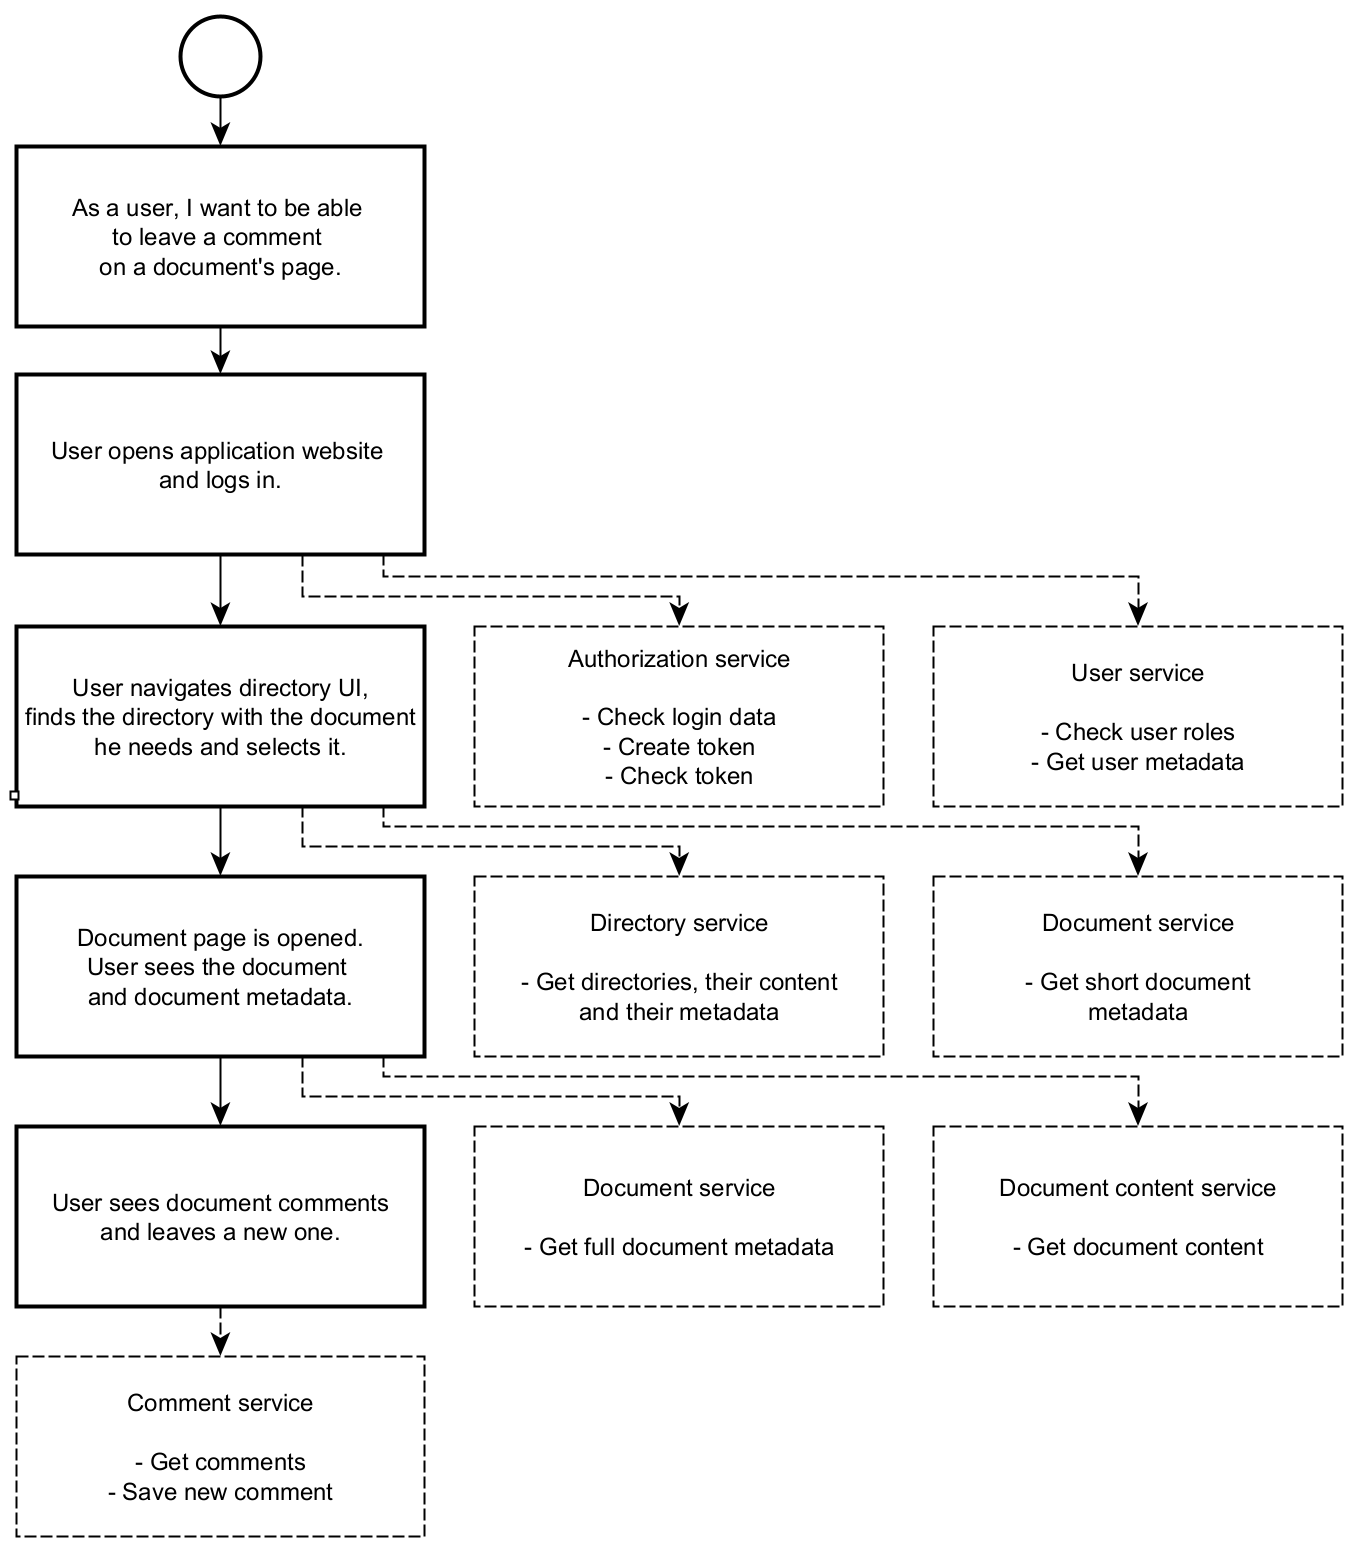 As a user, I want to be able
to leave a comment
on a document's page.
User opens application website
and logs in.
User navigates directory UI,
finds the directory with the document
he needs and selects it.
Authorization service
- Check login data
- Create token
- Check token
User service
- Check user roles
- Get user metadata
Document page is opened.
User sees the document
and document metadata.
Directory service
- Get directories, their content
and their metadata
Document service
- Get short document
metadata
User sees document comments
and leaves a new one.
Document service
- Get full document metadata
Document content service
- Get document content
Comment service
- Get comments
- Save new comment